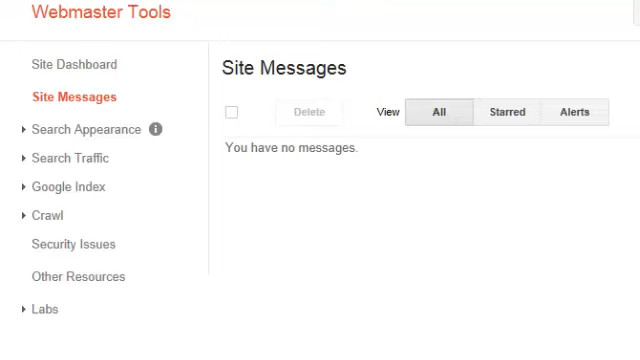 Webmaster Tools
Site Dashboard
Site Messages
Search Appearance
Search Traffic
Google Index
Crawl
Security Issues
Other Resources
Labs
Site Messages
Delete View All Starred Alerts
You have no messages.